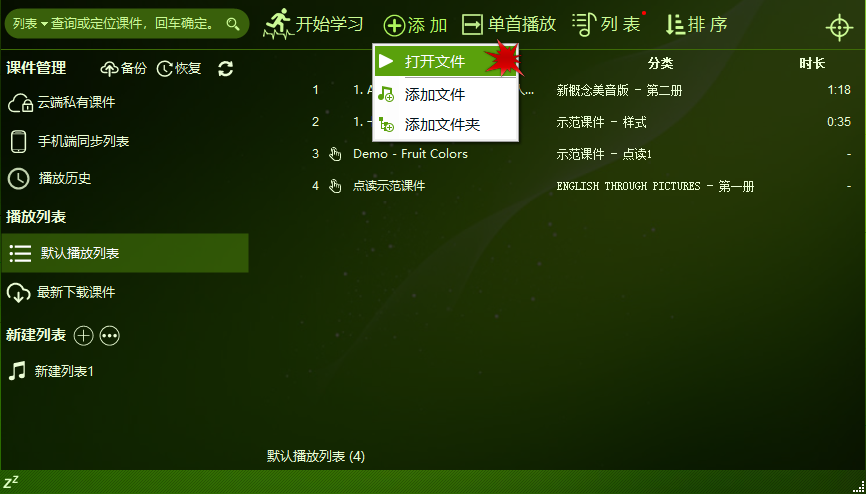 列表 查询或定位课件，回车确定。
开始学习
添 加
单首播放
列 表
排 序
课件管理
备份
恢复
云端私有课件
手机端同步列表
播放历史
播放列表
默认播放列表
最新下载课件
新建列表
新建列表1
打开文件
添加文件
添加文件夹
分类 时长
1 1. 新概念美音版 - 第二册 1:18
2 1. 示范课件 - 样式 0:35
3 Demo - Fruit Colors 示范课件 - 点读1 -
4 点读示范课件 ENGLISH THROUGH PICTURES - 第一册 -
默认播放列表 (4)
zz